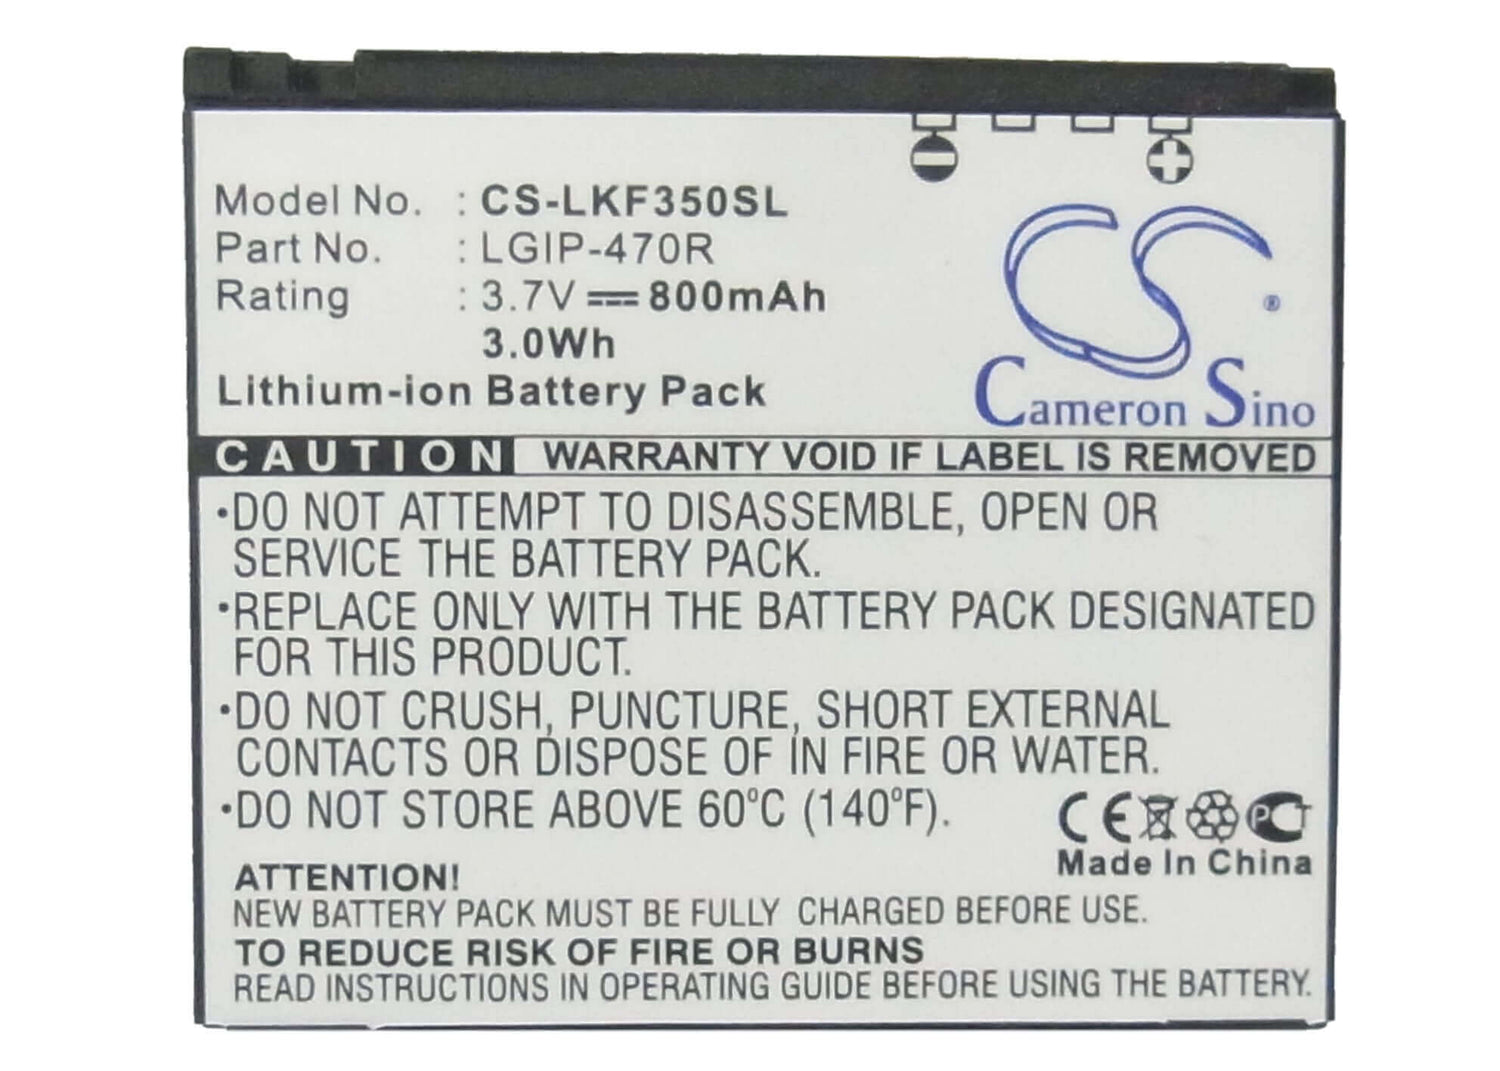 Model No. : CS-LKF350SL
Part No. : LGIP-470R
Rating : 3.7V 800mAh
3.0Wh
Lithium-ion Battery Pack
CS ®
Cameron Sino
CAUTION WARRANTY VOID IF LABEL IS REMOVED
•DO NOT ATTEMPT TO DISASSEMBLE, OPEN OR
SERVICE THE BATTERY PACK.
•REPLACE ONLY WITH THE BATTERY PACK DESIGNATED
FOR THIS PRODUCT.
•DO NOT CRUSH, PUNCTURE, SHORT EXTERNAL
CONTACTS OR DISPOSE OF IN FIRE OR WATER.
•DO NOT STORE ABOVE 60°C (140°F).
CE PCT
Made In China
ATTENTION!
NEW BATTERY PACK MUST BE FULLY CHARGED BEFORE USE.
TO REDUCE RISK OF FIRE OR BURNS
READ INSTRUCTIONS IN OPERATING GUIDE BEFORE USING THE BATTERY.